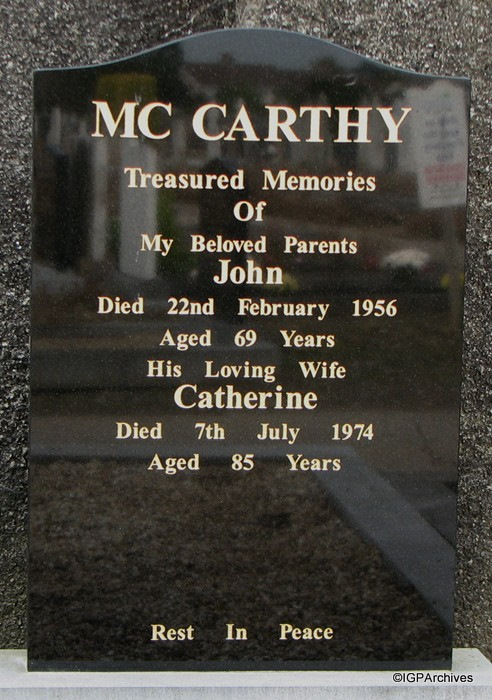 MC CARTHY
Treasured Memories
Of
My Beloved Parents
John
Died 22nd February 1956
Aged 69 Years
His Loving Wife
Catherine
Died 7th July 1974
Aged 85 Years
Rest In Peace
©IGPArchives